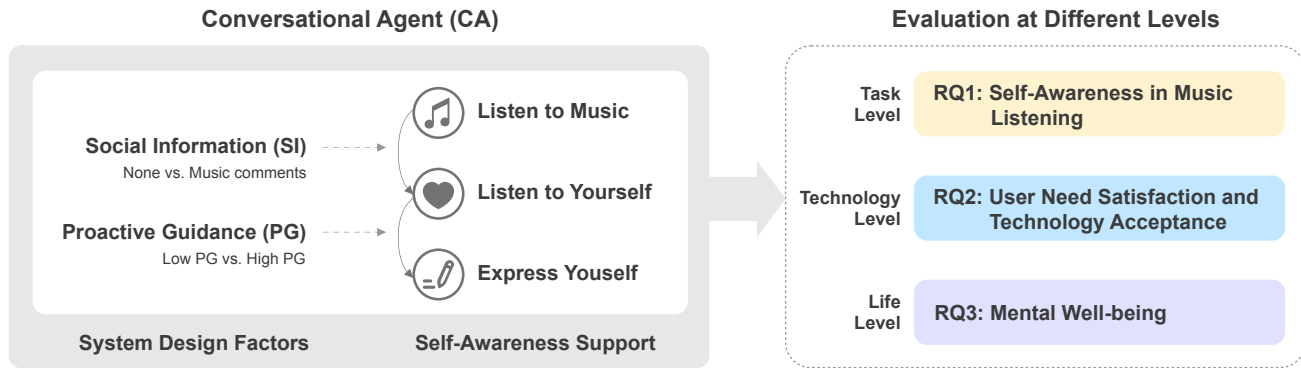 Conversational Agent (CA)
Social Information (SI)
None vs. Music comments
Proactive Guidance (PG)
Low PG vs. High PG
Listen to Music
Listen to Yourself
Express Youself
System Design Factors
Self-Awareness Support
Evaluation at Different Levels
Task
Level
RQ1: Self-Awareness in Music
Listening
Technology
Level
RQ2: User Need Satisfaction and
Technology Acceptance
Life
Level
RQ3: Mental Well-being